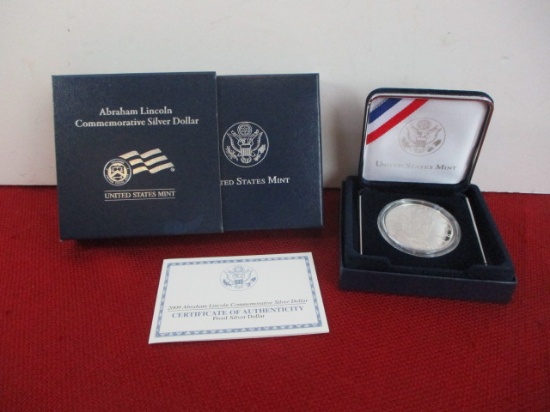 Abraham Lincoln
Commemorative Silver Dollar
UNITED STATES MINT
UNITED STATES MINT
UNITED STATES MINT
2009 Abraham Lincoln Commemorative Silver Dollar
CERTIFICATE OF AUTHENTICITY
Proof Silver Dollar